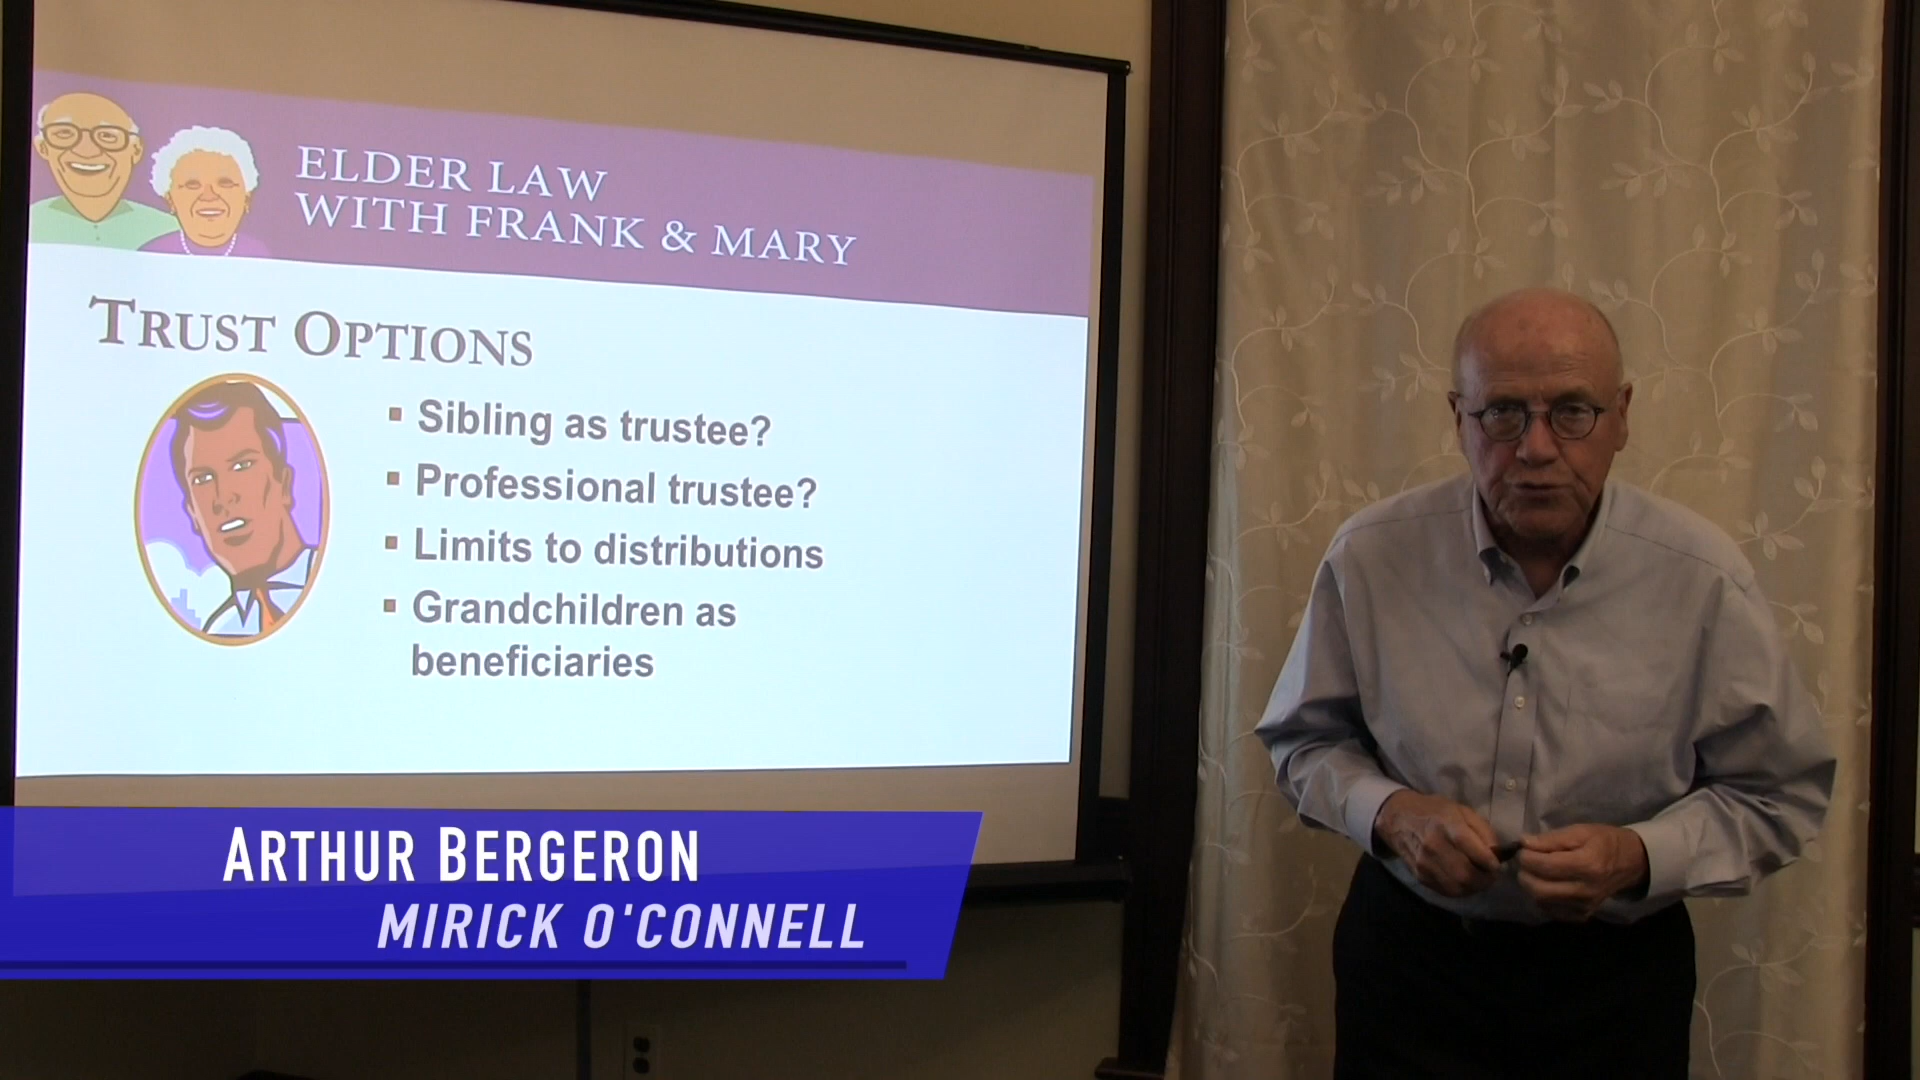 ELDER LAW
WITH FRANK & MARY
TRUST OPTIONS
▪ Sibling as trustee?
▪ Professional trustee?
▪ Limits to distributions
▪ Grandchildren as
beneficiaries
ARTHUR BERGERON
MIRICK O'CONNELL